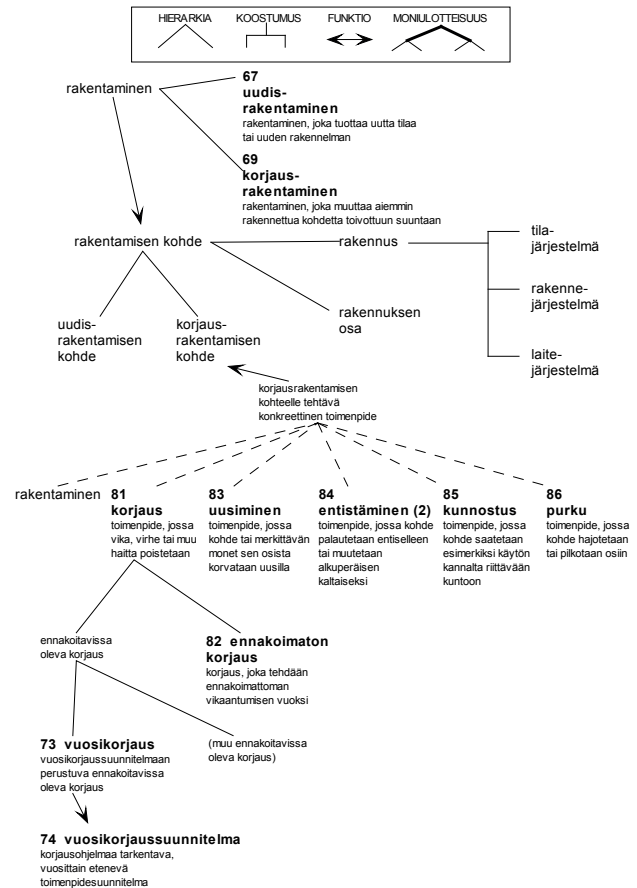 HIERARKIA KOOSTUMUS FUNKTIO MONIULOTTEISUUS
rakentaminen
67
uudis-
rakentaminen
rakentaminen, joka tuottaa uutta tilaa
tai uuden rakennelman
69
korjaus-
rakentaminen
rakentaminen, joka muuttaa aiemmin
rakennettua kohdetta toivottuun suuntaan
rakentamisen kohde
rakennus
tila-
järjestelmä
rakenne-
järjestelmä
laite-
järjestelmä
rakennuksen
osa
uudis-
rakentamisen
kohde
korjaus-
rakentamisen
kohde
korjausrakentamisen
kohteelle tehtävä
konkreettinen toimenpide
rakentaminen
81
korjaus
toimenpide, jossa
vika, virhe tai muu
haitta poistetaan
83
uusiminen
toimenpide, jossa
kohde tai merkittävän
monet sen osista
korvataan uusilla
84
entistäminen (2)
toimenpide, jossa kohde
palautetaan entiselleen
tai muutetaan
alkuperäisen
kaltaiseksi
85
kunnostus
toimenpide, jossa
kohde saatetaan
esimerkiksi käytön
kannalta riittävään
kuntoon
86
purku
toimenpide, jossa
kohde hajotetaan
tai pilkotaan osiin
ennakoitavissa
oleva korjaus
82 ennakoimaton
korjaus
korjaus, joka tehdään
ennakoimattoman
vikaantumisen vuoksi
73 vuosikorjaus
vuosikorjaussuunnitelmaan
perustuva ennakoitavissa
oleva korjaus
(muu ennakoitavissa
oleva korjaus)
74 vuosikorjaussuunnitelma
korjausohjelmaa tarkentava,
vuosittain etenevä
toimenpidesuunnitelma